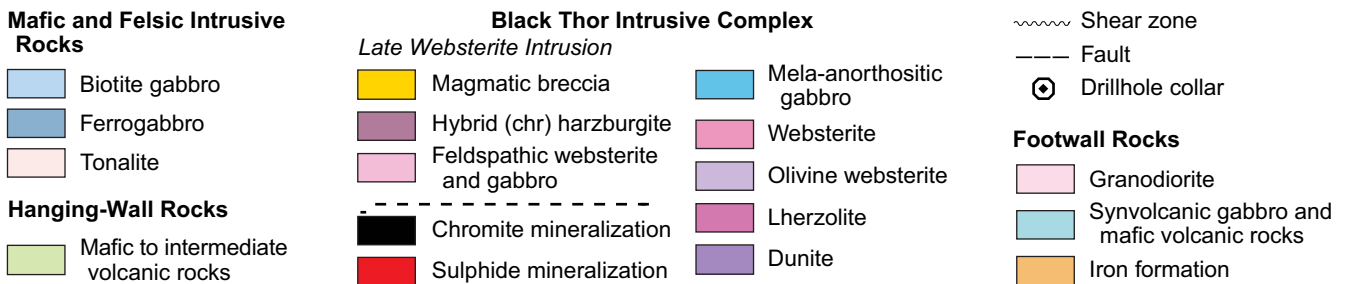 Mafic and Felsic Intrusive
Rocks
Biotite gabbro
Ferrogabbro
Tonalite
Hanging-Wall Rocks
Mafic to intermediate
volcanic rocks
Black Thor Intrusive Complex
Late Websterite Intrusion
Magmatic breccia
Hybrid (chr) harzburgite
Feldspathic websterite
and gabbro
Chromite mineralization
Sulphide mineralization
Mela-anorthositic
gabbro
Websterite
Olivine websterite
Lherzolite
Dunite
Shear zone
Fault
Drillhole collar
Footwall Rocks
Granodiorite
Synvolcanic gabbro and
mafic volcanic rocks
Iron formation